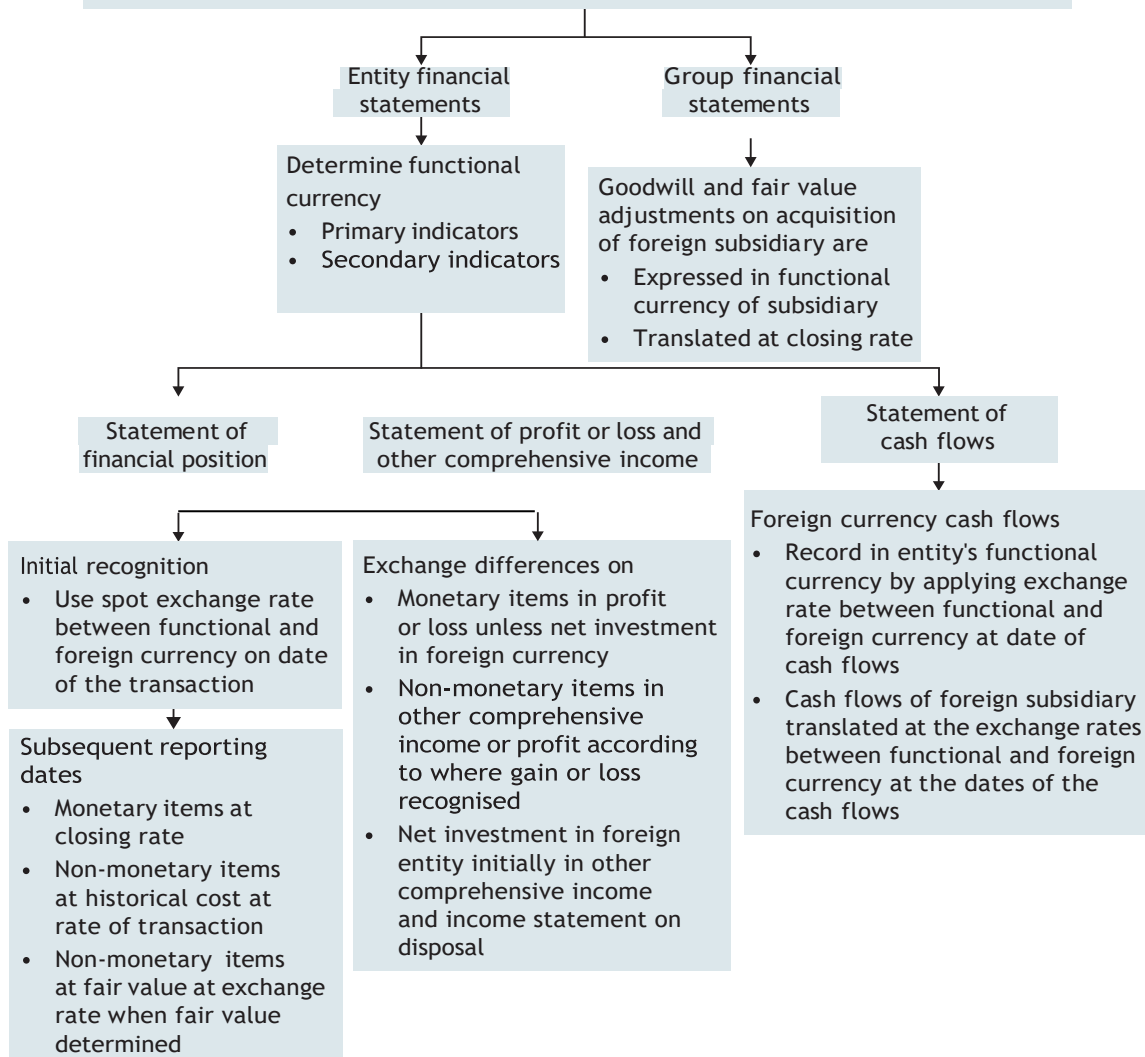 Entity financial
statements
Group financial
statements
Determine functional
currency
• Primary indicators
• Secondary indicators
Goodwill and fair value
adjustments on acquisition
of foreign subsidiary are
• Expressed in functional
currency of subsidiary
• Translated at closing rate
Statement of
financial position
Statement of profit or loss and
other comprehensive income
Statement of
cash flows
Initial recognition
• Use spot exchange rate
between functional and
foreign currency on date
of the transaction
Subsequent reporting
dates
• Monetary items at
closing rate
• Non-monetary items
at historical cost at
rate of transaction
• Non-monetary items
at fair value at exchange
rate when fair value
determined
Exchange differences on
• Monetary items in profit
or loss unless net investment
in foreign currency
• Non-monetary items in
other comprehensive
income or profit according
to where gain or loss
recognised
• Net investment in foreign
entity initially in other
comprehensive income
and income statement on
disposal
Foreign currency cash flows
• Record in entity's functional
currency by applying exchange
rate between functional and
foreign currency at date of
cash flows
• Cash flows of foreign subsidiary
translated at the exchange rates
between functional and foreign
currency at the dates of the
cash flows